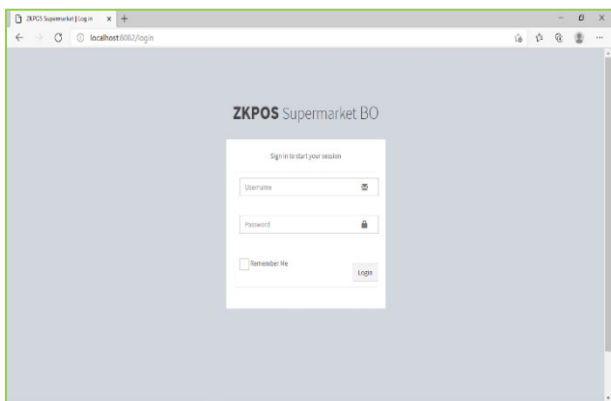 ZKPOS Supermarket | Log in
localhost:8082/login
ZKPOS Supermarket BO
Sign in to start your session
Username
Password
Remember Me
Login